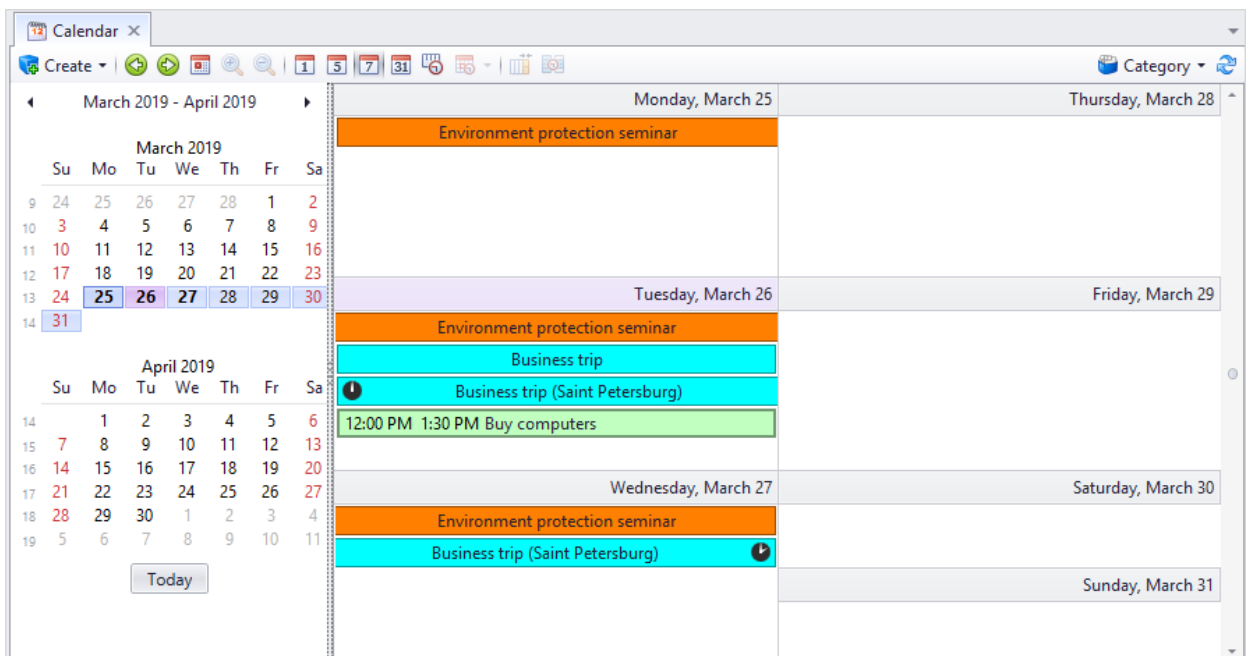 12 Calendar
Create 1 5 7 31 Category
March 2019 - April 2019
March 2019
Su Mo Tu We Th Fr Sa
9 24 25 26 27 28 1 2
10 3 4 5 6 7 8 9
11 10 11 12 13 14 15 16
12 17 18 19 20 21 22 23
13 24 25 26 27 28 29 30
14 31
April 2019
Su Mo Tu We Th Fr Sa
14 1 2 3 4 5 6
15 7 8 9 10 11 12 13
16 14 15 16 17 18 19 20
17 21 22 23 24 25 26 27
18 28 29 30 1 2 3 4
19 5 6 7 8 9 10 11
Today
Monday, March 25
Environment protection seminar
Tuesday, March 26
Environment protection seminar
Business trip
Business trip (Saint Petersburg)
12:00 PM 1:30 PM Buy computers
Wednesday, March 27
Environment protection seminar
Business trip (Saint Petersburg)
Thursday, March 28
Friday, March 29
Saturday, March 30
Sunday, March 31